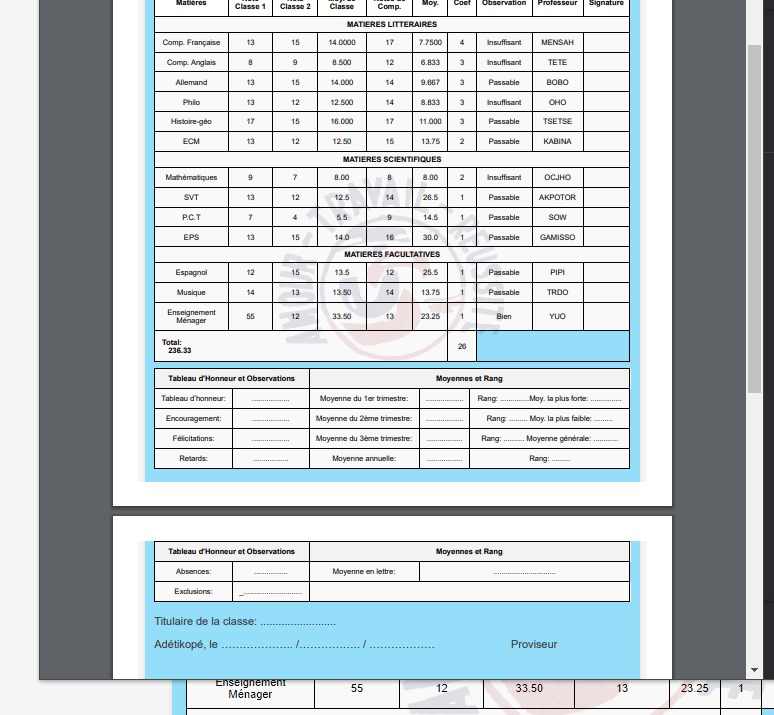 Matières Classe 1 Classe 2 Classe Comp. Moy. Coef Observation Professeur Signature
MATIERES LITTERAIRES
Comp. Française 13 15 14.0000 17 7.7500 4 Insuffisant MENSAH
Comp. Anglais 8 9 8.500 12 6.833 3 Insuffisant TETE
Allemand 13 15 14.000 14 9.667 3 Passable BOBO
Philo 13 12 12.500 14 8.833 3 Insuffisant OHO
Histoire-géo 17 15 16.000 17 11.000 3 Passable TSETSE
ECM 13 12 12.50 15 13.75 2 Passable KABINA
MATIERES SCIENTIFIQUES
Mathématiques 9 7 8.00 8 8.00 2 Insuffisant OCJHO
SVT 13 12 12.5 14 26.5 1 Passable AKPOTOR
P.C.T 7 4 5.5 9 14.5 1 Passable SOW
EPS 13 15 14.0 16 30.0 1 Passable GAMISSO
MATIERES FACULTATIVES
Espagnol 12 15 13.5 12 25.5 1 Passable PIPI
Musique 14 13 13.50 14 13.75 1 Passable TRDO
Enseignement
Ménager 55 12 33.50 13 23.25 1 Bien YUO
Total:
236.33 26
AMOUR - TRAVAIL - REUSSITE
Tableau d'Honneur et Observations Moyennes et Rang
Tableau d'honneur: ................. Moyenne du 1er trimestre: ................. Rang: .............Moy. la plus forte: ..............
Encouragement: ................. Moyenne du 2ème trimestre: ................. Rang: ......... Moy. la plus faible: .........
Félicitations: ................. Moyenne du 3ème trimestre: ................. Rang: ......... Moyenne générale: ............
Retards: ................. Moyenne annuelle: ................. Rang: .........
Tableau d'Honneur et Observations Moyennes et Rang
Absences: ............... Moyenne en lettre: ............................
Exclusions: _..........................
Titulaire de la classe: .........................
Adétikopé, le ………………… /……………… / ……………… Proviseur
Enseignement
Ménager 55 12 33.50 13 23.25 1